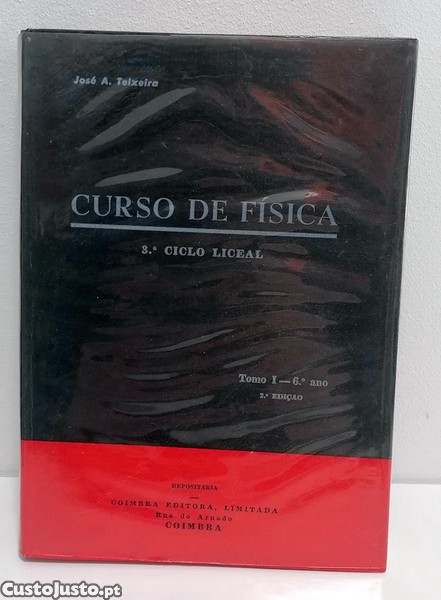 José A. Teixeira
CURSO DE FÍSICA
3.º CICLO LICEAL
Tomo I — 6.º ano
2.ª EDIÇÃO
DEPOSITÁRIA
COIMBRA EDITORA, LIMITADA
Rua do Arnado
COIMBRA
CustoJusto.pt